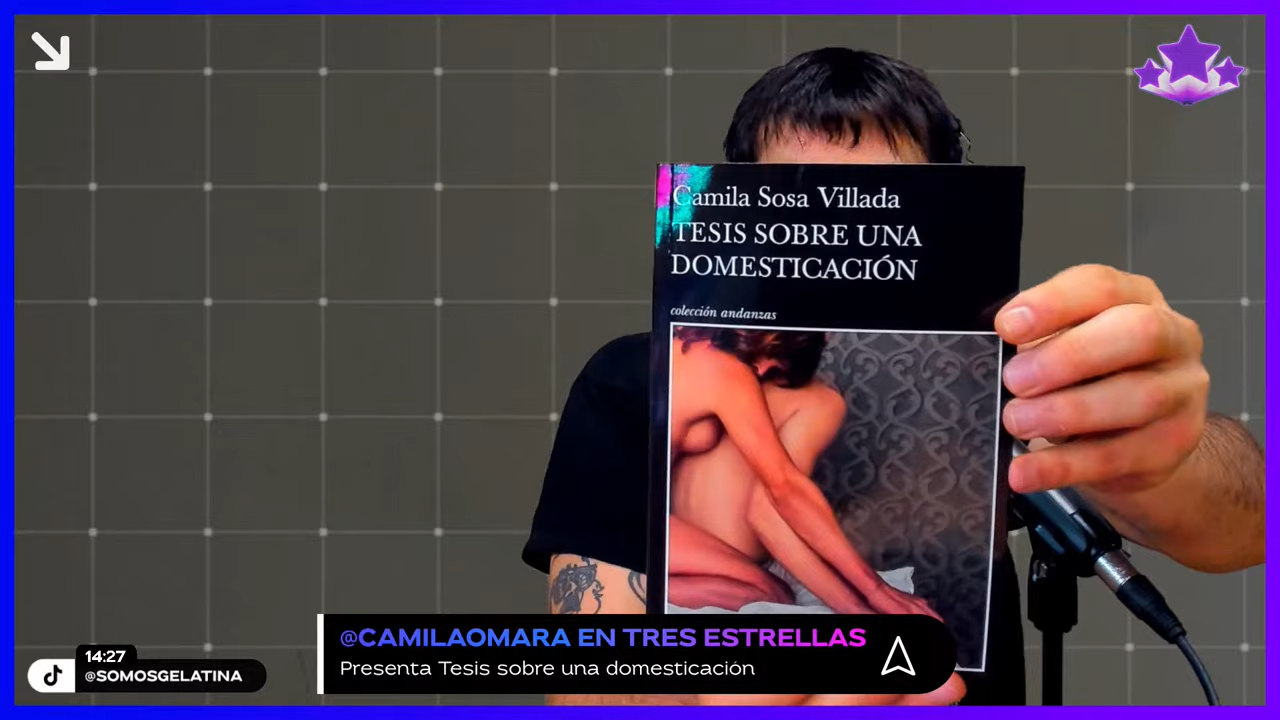 Camila Sosa Villada
TESIS SOBRE UNA
DOMESTICACIÓN
colección andanzas
@CAMILAOMARA EN TRES ESTRELLAS
Presenta Tesis sobre una domesticación
14:27
@SOMOSGELATINA